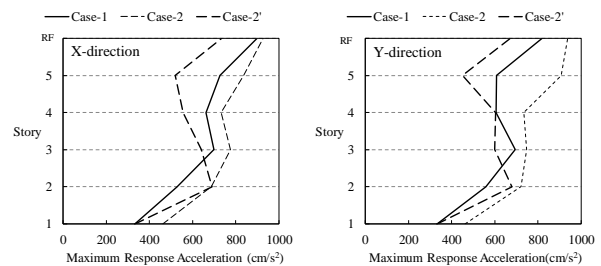 Case-1 Case-2 Case-2'
RF
X-direction
5
4
Story
3
2
1
0 200 400 600 800 1000
Maximum Response Acceleration (cm/s²)
Case-1 Case-2 Case-2'
RF
Y-direction
5
4
Story
3
2
1
0 200 400 600 800 1000
Maximum Response Acceleration(cm/s²)